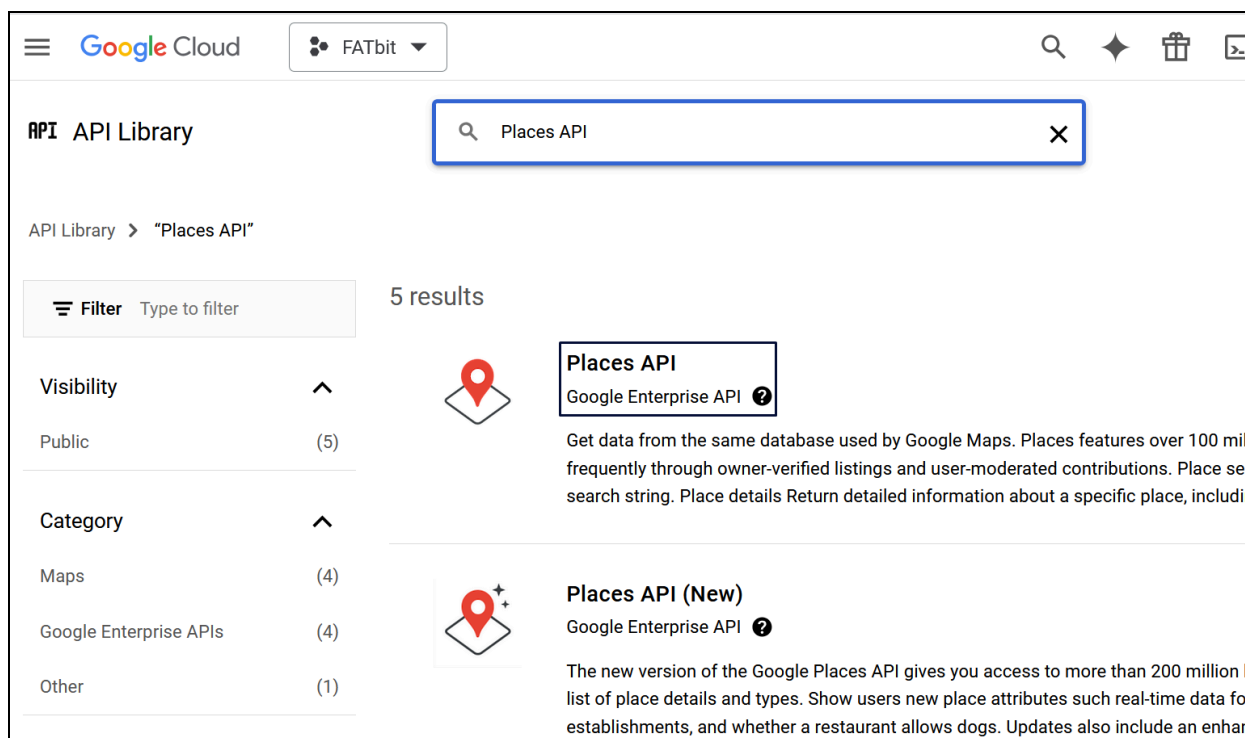 Google Cloud
FATbit
API API Library
Places API
API Library > “Places API”
Filter Type to filter
5 results
Visibility
Public (5)
Category
Maps (4)
Google Enterprise APIs (4)
Other (1)
Places API
Google Enterprise API
Get data from the same database used by Google Maps. Places features over 100 mil
frequently through owner-verified listings and user-moderated contributions. Place se
search string. Place details Return detailed information about a specific place, includi
Places API (New)
Google Enterprise API
The new version of the Google Places API gives you access to more than 200 million
list of place details and types. Show users new place attributes such real-time data fo
establishments, and whether a restaurant allows dogs. Updates also include an enhan